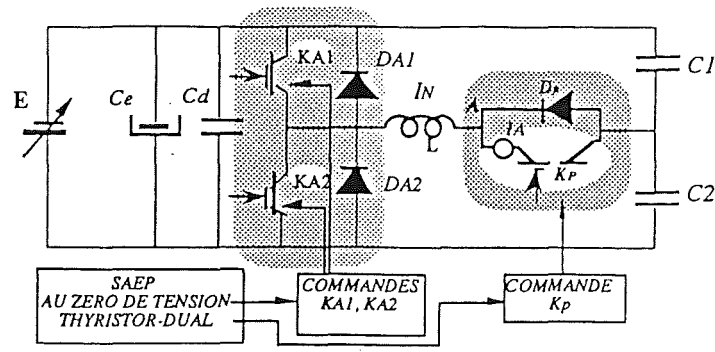 KA1
DA1
C1
E
Ce
Cd
IN
Dp
A
IA
L
KP
KA2
DA2
C2
SAEP
AU ZERO DE TENSION
THYRISTOR-DUAL
COMMANDES
KA1, KA2
COMMANDE
Kp